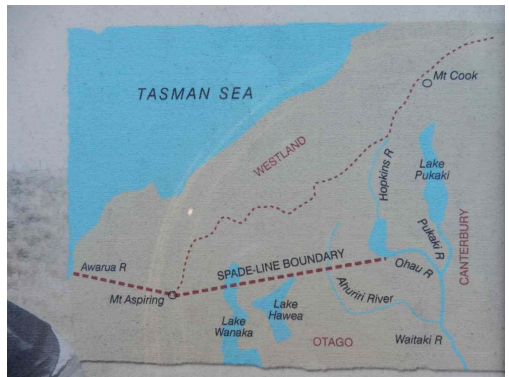 TASMAN SEA
Mt Cook
WESTLAND
Hopkins R
Lake
Pukaki
Pukaki R
CANTERBURY
Awarua R
SPADE-LINE BOUNDARY
Ohau R
Mt Aspiring
Ahuriri River
Lake
Hawea
Lake
Wanaka
OTAGO
Waitaki R